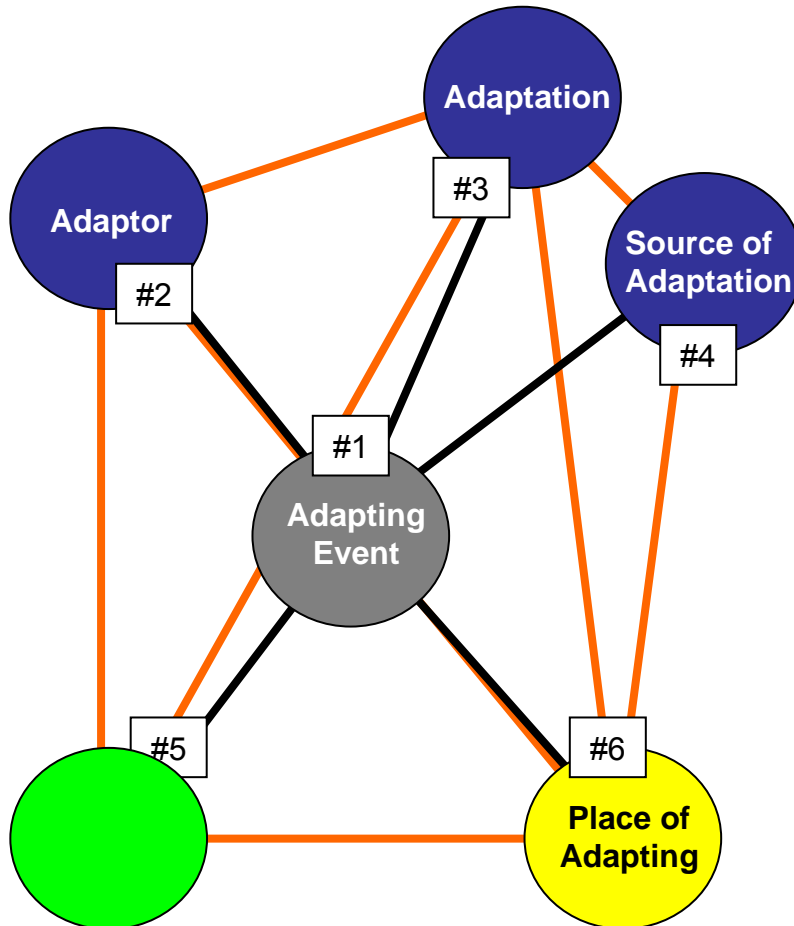 Adaptation
#3
Adaptor
#2
Source of
Adaptation
#4
#1
Adapting
Event
#5
#6
Place of
Adapting